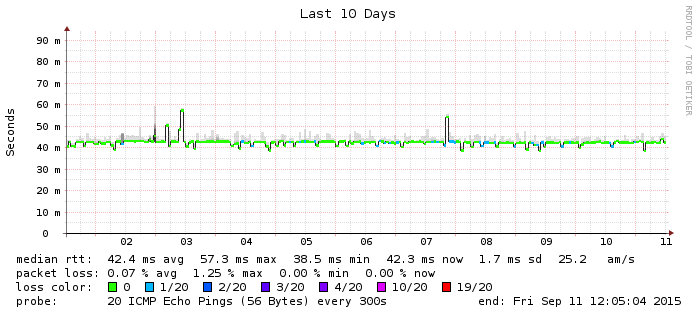 Last 10 Days
RRDTOOL / TOBI OETIKER
Seconds
90 m
80 m
70 m
60 m
50 m
40 m
30 m
20 m
10 m
0
02 03 04 05 06 07 08 09 10 11
median rtt: 42.4 ms avg 57.3 ms max 38.5 ms min 42.3 ms now 1.7 ms sd 25.2 am/s
packet loss: 0.07 % avg 1.25 % max 0.00 % min 0.00 % now
loss color: 0 1/20 2/20 3/20 4/20 10/20 19/20
probe: 20 ICMP Echo Pings (56 Bytes) every 300s end: Fri Sep 11 12:05:04 2015